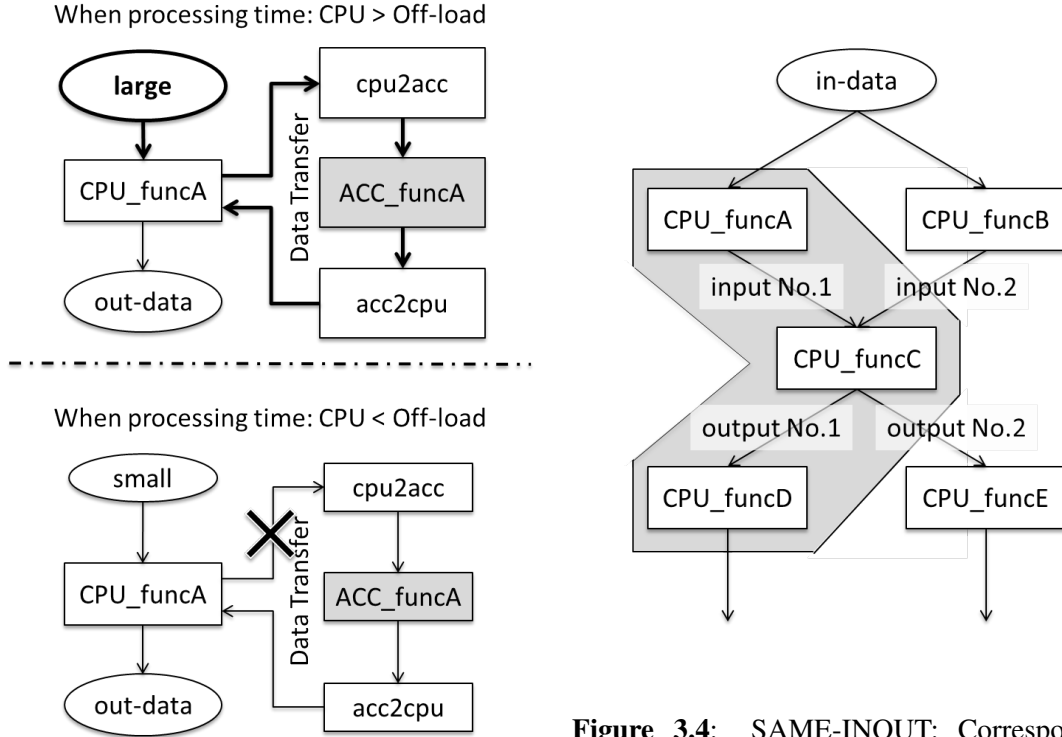 When processing time: CPU > Off-load
large
cpu2acc
Data Transfer
CPU_funcA
ACC_funcA
out-data
acc2cpu
When processing time: CPU < Off-load
small
cpu2acc
Data Transfer
CPU_funcA
ACC_funcA
out-data
acc2cpu
in-data
CPU_funcA
CPU_funcB
input No.1
input No.2
CPU_funcC
output No.1
output No.2
CPU_funcD
CPU_funcE
Figure 3.4: SAME-INOUT: Correspo